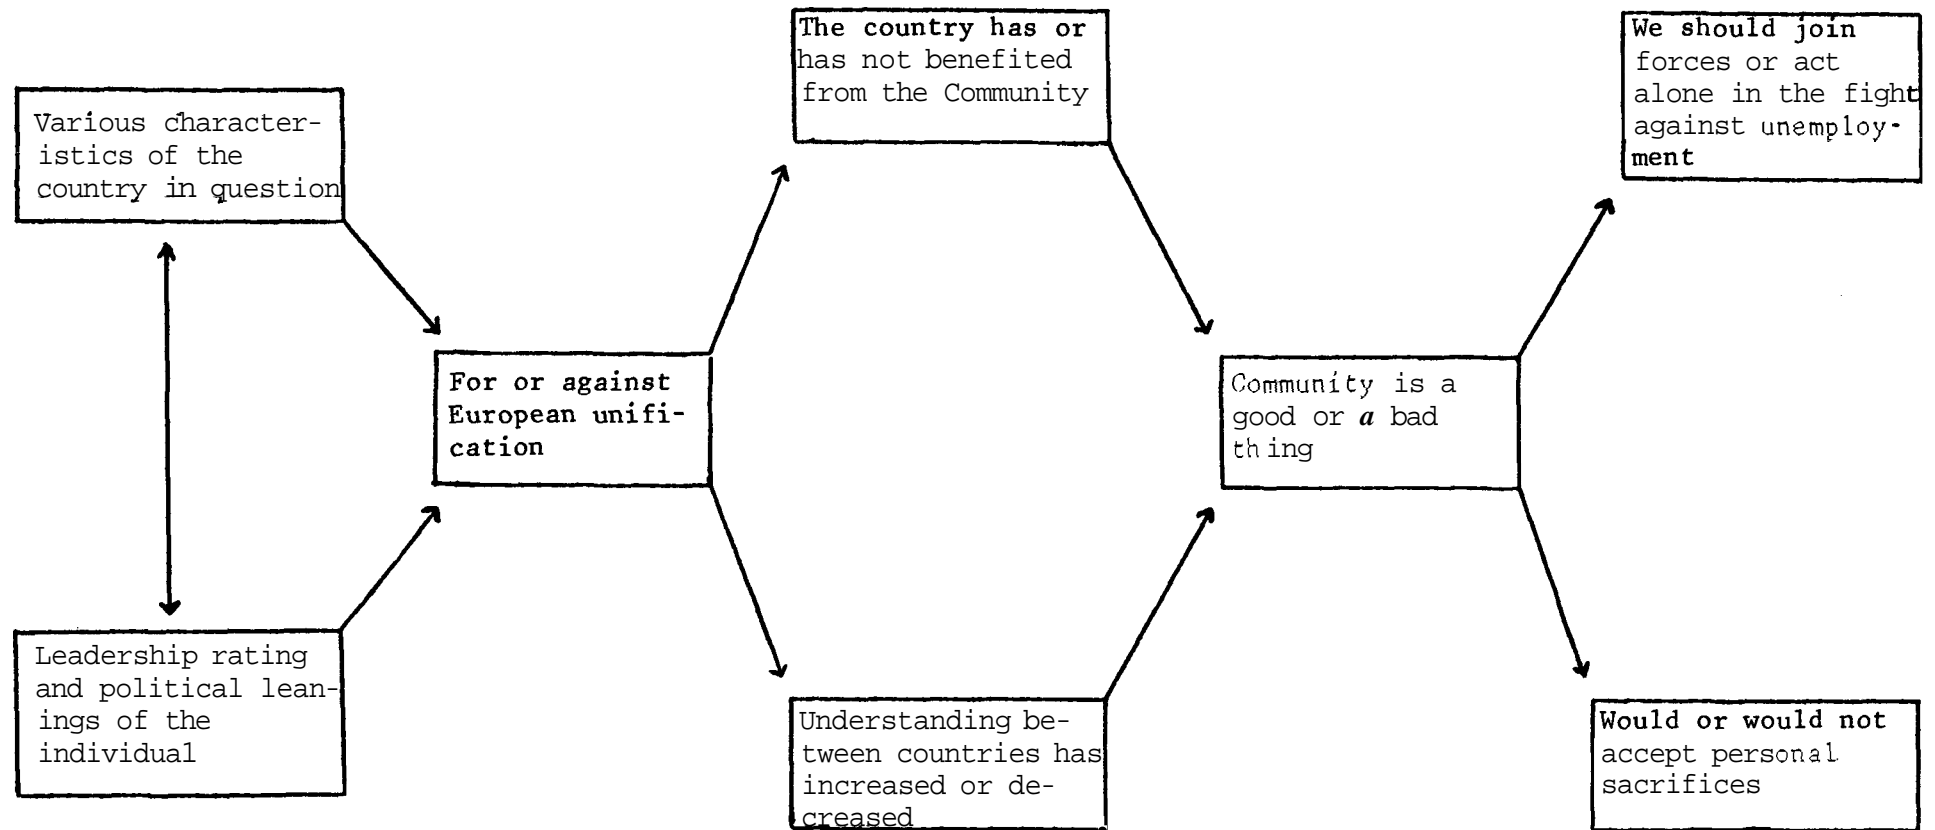 Various character-
istics of the
country in question
Leadership rating
and political lean-
ings of the
individual
For or against
European unifi-
cation
The country has or
has not benefited
from the Community
Understanding be-
tween countries has
increased or de-
creased
Community is a
good or a bad
thing
We should join
forces or act
alone in the fight
against unemploy-
ment
Would or would not
accept personal
sacrifices